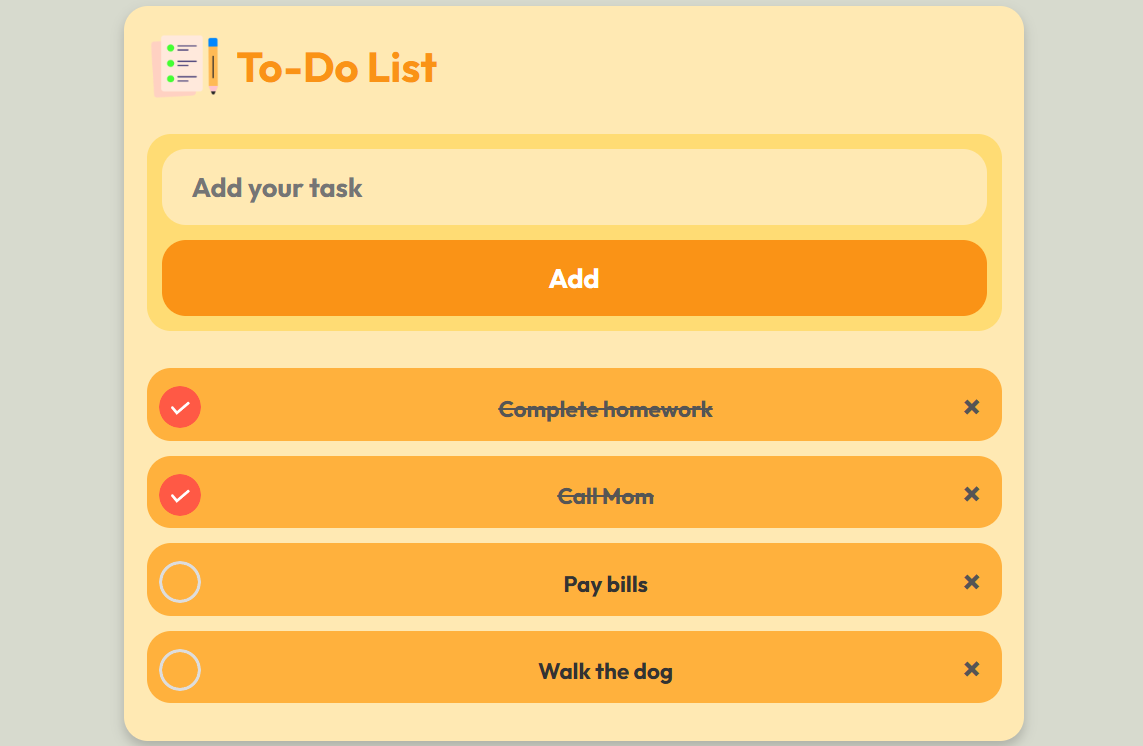 To-Do List
Add your task
Add
Complete homework
Call Mom
Pay bills
Walk the dog